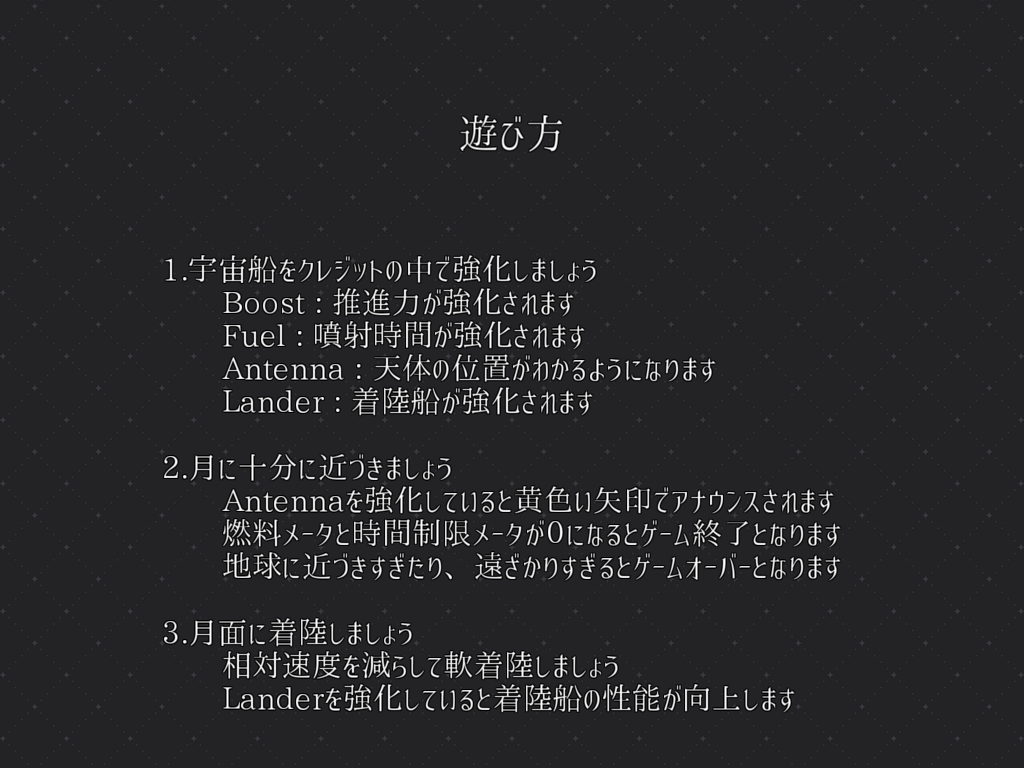 遊び方
1.宇宙船をクレジットの中で強化しましょう
Boost : 推進力が強化されます
Fuel : 噴射時間が強化されます
Antenna : 天体の位置がわかるようになります
Lander : 着陸船が強化されます
2.月に十分に近づきましょう
Antennaを強化していると黄色い矢印でアナウンスされます
燃料メータと時間制限メータが0になるとゲーム終了となります
地球に近づきすぎたり、遠ざかりすぎるとゲームオーバーとなります
3.月面に着陸しましょう
相対速度を減らして軟着陸しましょう
Landerを強化していると着陸船の性能が向上します